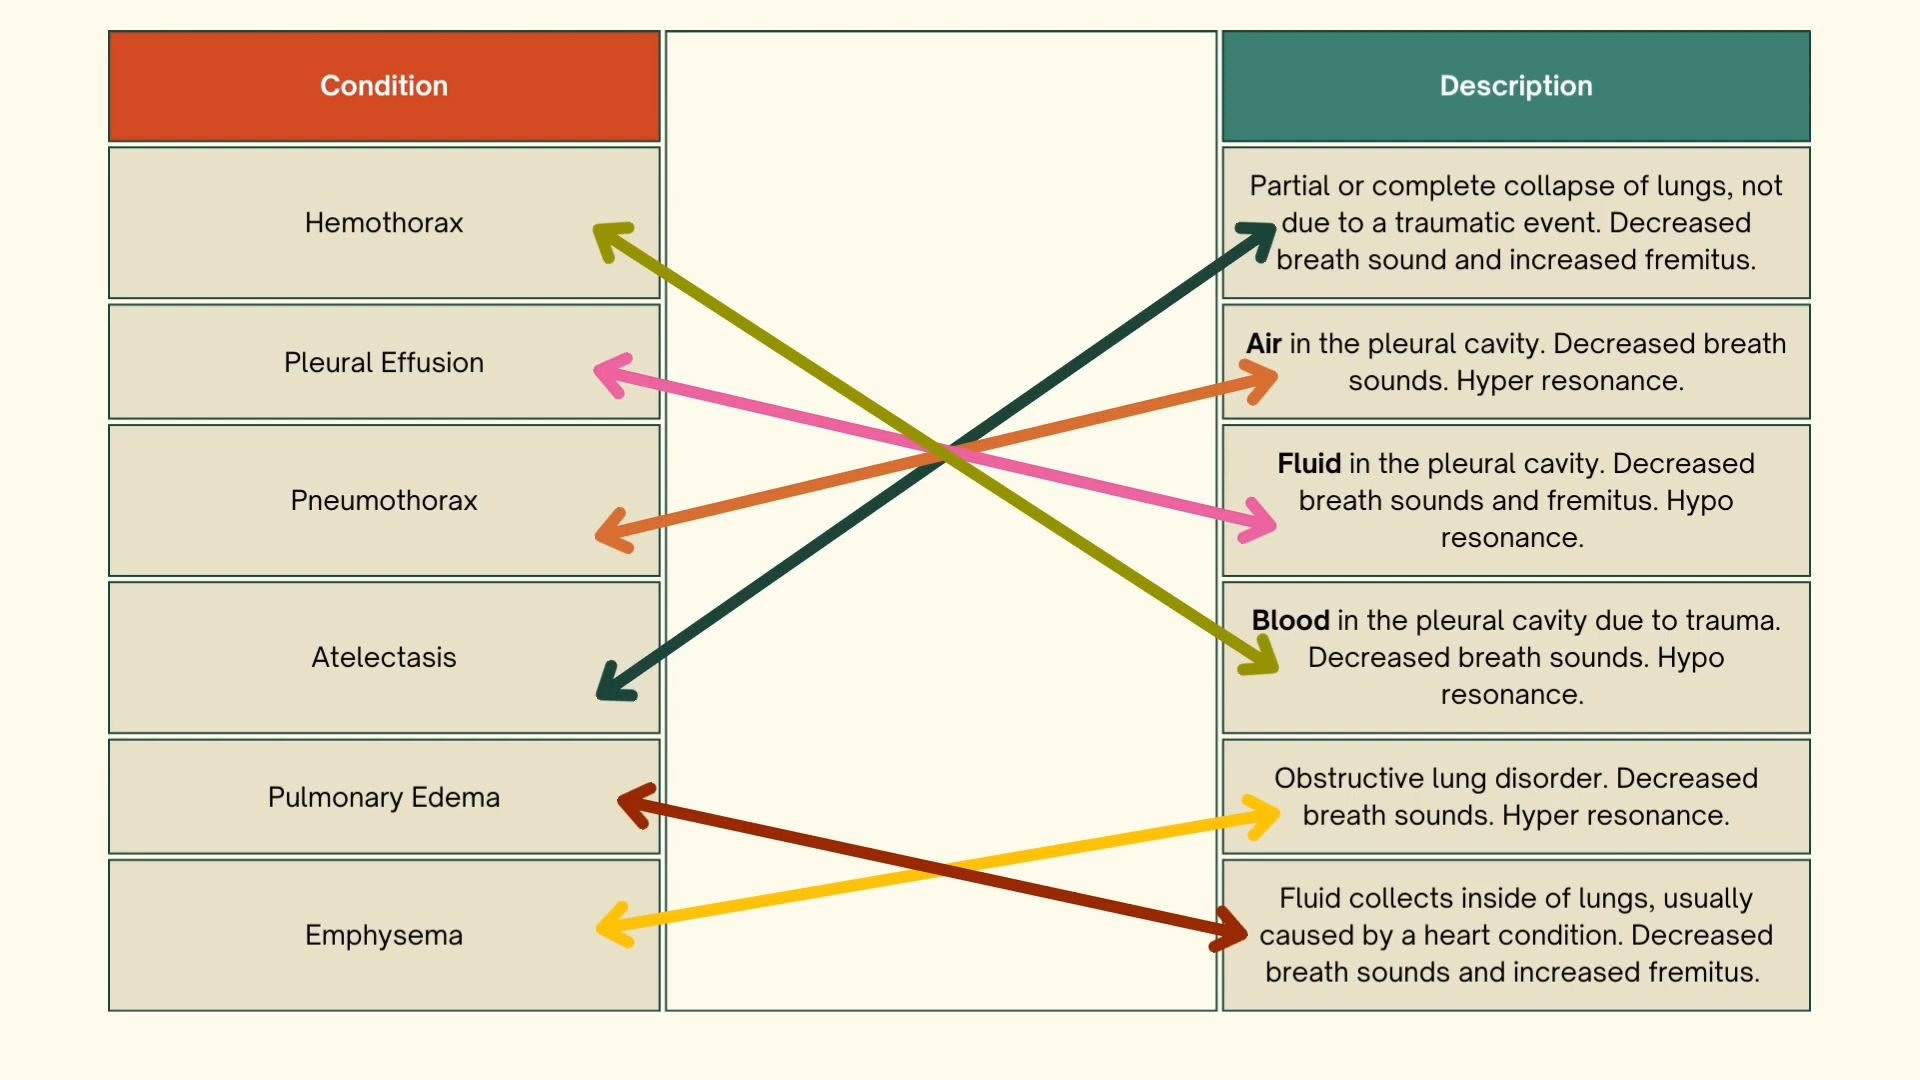 Condition
Description
Hemothorax
Partial or complete collapse of lungs, not
due to a traumatic event. Decreased
breath sound and increased fremitus.
Pleural Effusion
Air in the pleural cavity. Decreased breath
sounds. Hyper resonance.
Pneumothorax
Fluid in the pleural cavity. Decreased
breath sounds and fremitus. Hypo
resonance.
Atelectasis
Blood in the pleural cavity due to trauma.
Decreased breath sounds. Hypo
resonance.
Pulmonary Edema
Obstructive lung disorder. Decreased
breath sounds. Hyper resonance.
Emphysema
Fluid collects inside of lungs, usually
caused by a heart condition. Decreased
breath sounds and increased fremitus.